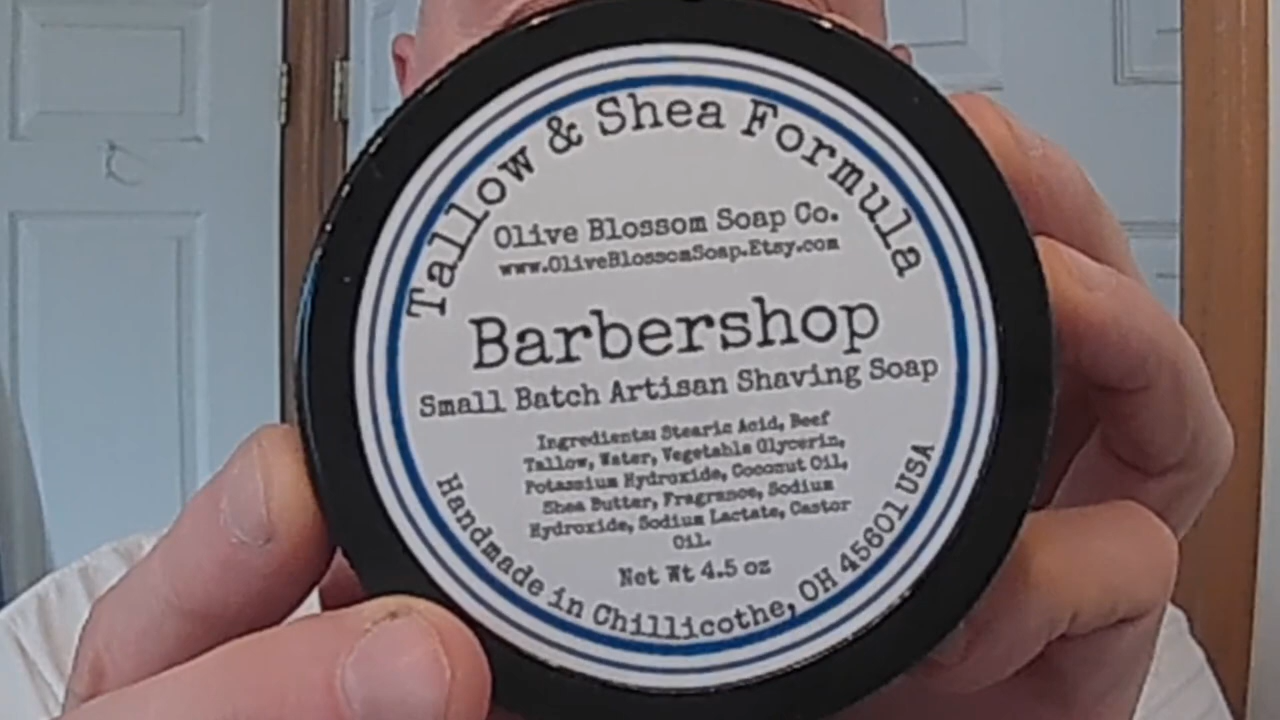 Tallow & Shea Formula
Olive Blossom Soap Co.
www.OliveBlossomSoap.Etsy.com
Barbershop
Small Batch Artisan Shaving Soap
Ingredients: Stearic Acid, Beef
Tallow, Water, Vegetable Glycerin,
Potassium Hydroxide, Coconut Oil,
Shea Butter, Fragrance, Sodium
Hydroxide, Sodium Lactate, Castor
Oil.
Net Wt 4.5 oz
Handmade in Chillicothe, OH 45601 USA